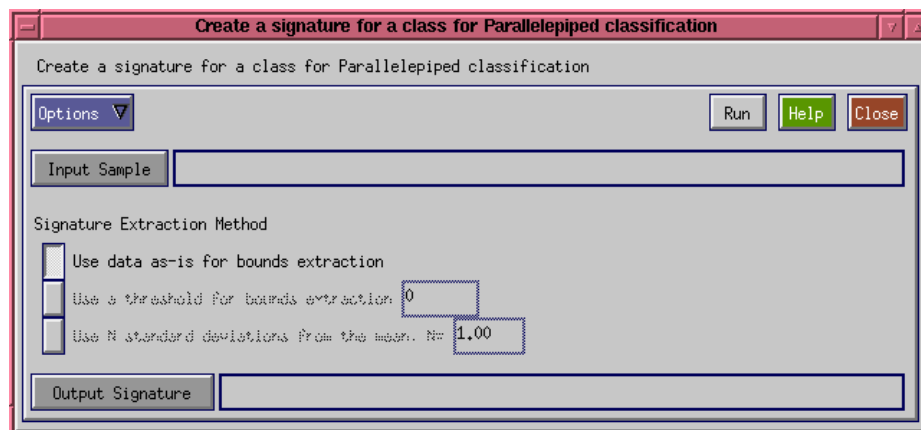 Create a signature for a class for Parallelepiped classification
Create a signature for a class for Parallelepiped classification
Options Run Help Close
Input Sample
Signature Extraction Method
Use data as-is for bounds extraction
Use a threshold for bounds extraction 0
Use N standard deviations from the mean. N= 1.00
Output Signature